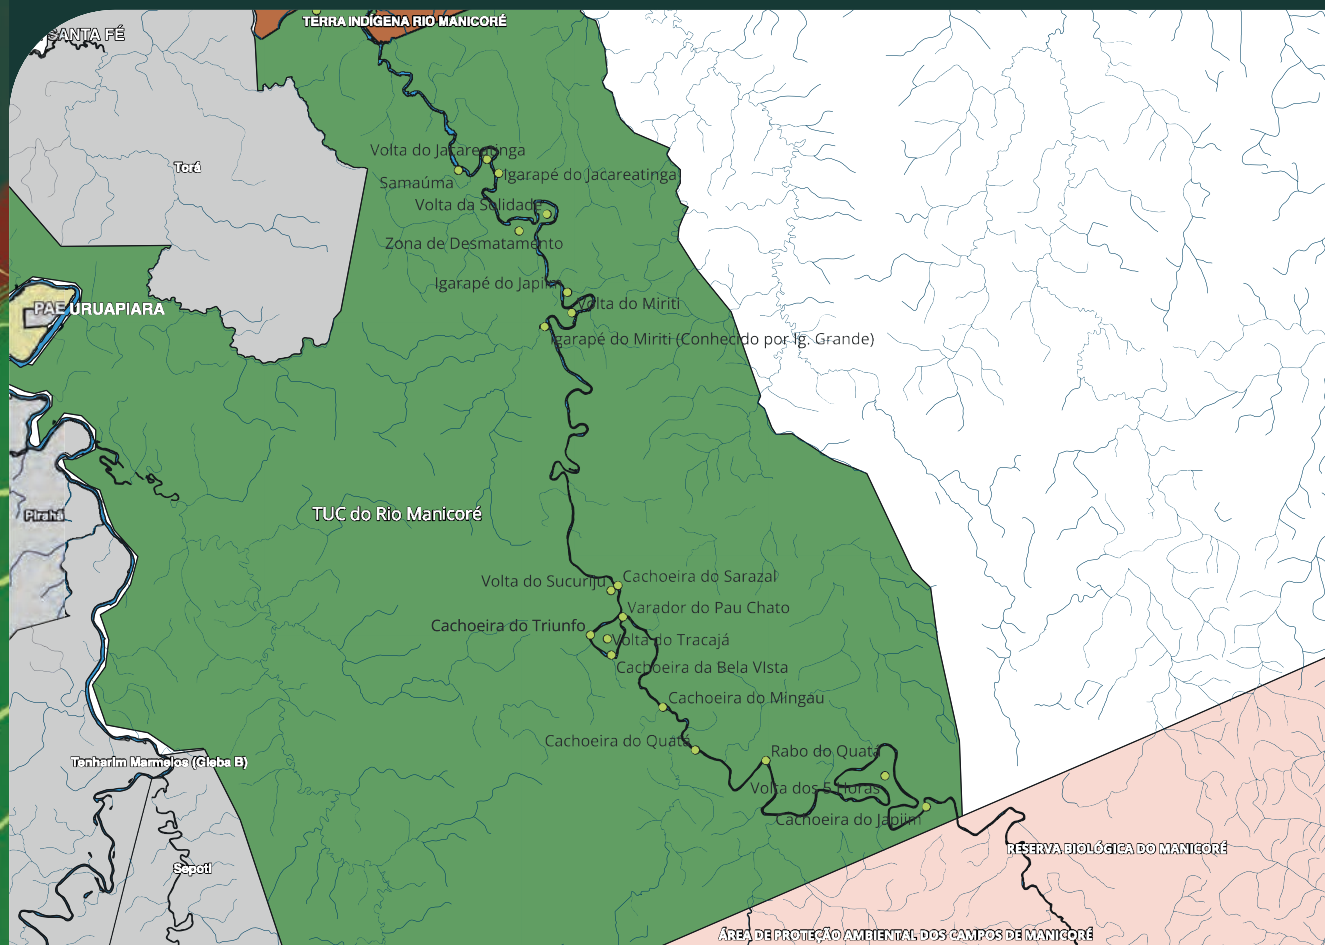 TERRA INDÍGENA RIO MANICORÉ
SANTA FÉ
Volta do Jacareatinga
Torá
Igarapé do Jacareatinga
Samaúma
Volta da Solidade
Zona de Desmatamento
Igarapé do Japiim
Volta do Miriti
PAE URUAPIARA
Igarapé do Miriti (Conhecido por Ig. Grande)
TUC do Rio Manicoré
Pirahã
Cachoeira do Sarazal
Volta do Sucuriju
Varador do Pau Chato
Cachoeira do Triunfo
Volta do Tracajá
Cachoeira da Bela VIsta
Cachoeira do Mingau
Cachoeira do Quatá
Rabo do Quatá
Tenharim Marmelos (Gleba B)
Volta dos 5 Horas
Cachoeira do Japiim
RESERVA BIOLÓGICA DO MANICORÉ
Sepoti
ÁREA DE PROTEÇÃO AMBIENTAL DOS CAMPOS DE MANICORÉ